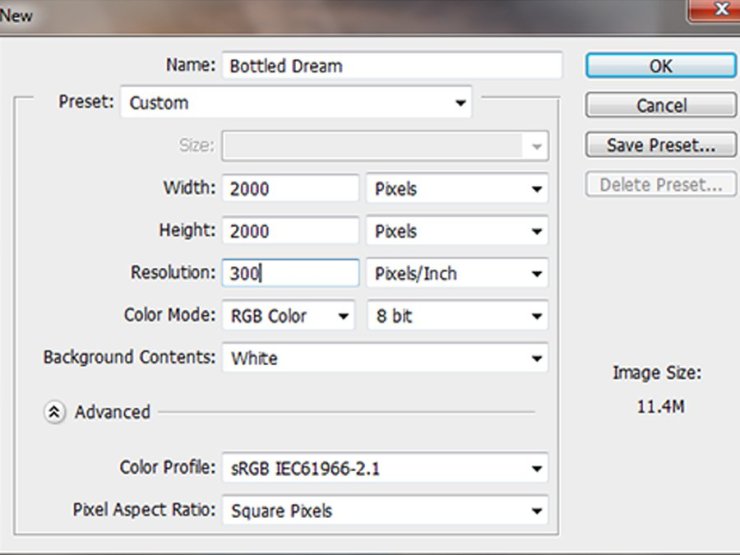 New
Name: Bottled Dream
OK
Preset: Custom
Cancel
Size:
Save Preset...
Width: 2000 Pixels
Delete Preset...
Height: 2000 Pixels
Resolution: 300 Pixels/Inch
Color Mode: RGB Color 8 bit
Background Contents: White
Image Size:
11.4M
Advanced
Color Profile: sRGB IEC61966-2.1
Pixel Aspect Ratio: Square Pixels